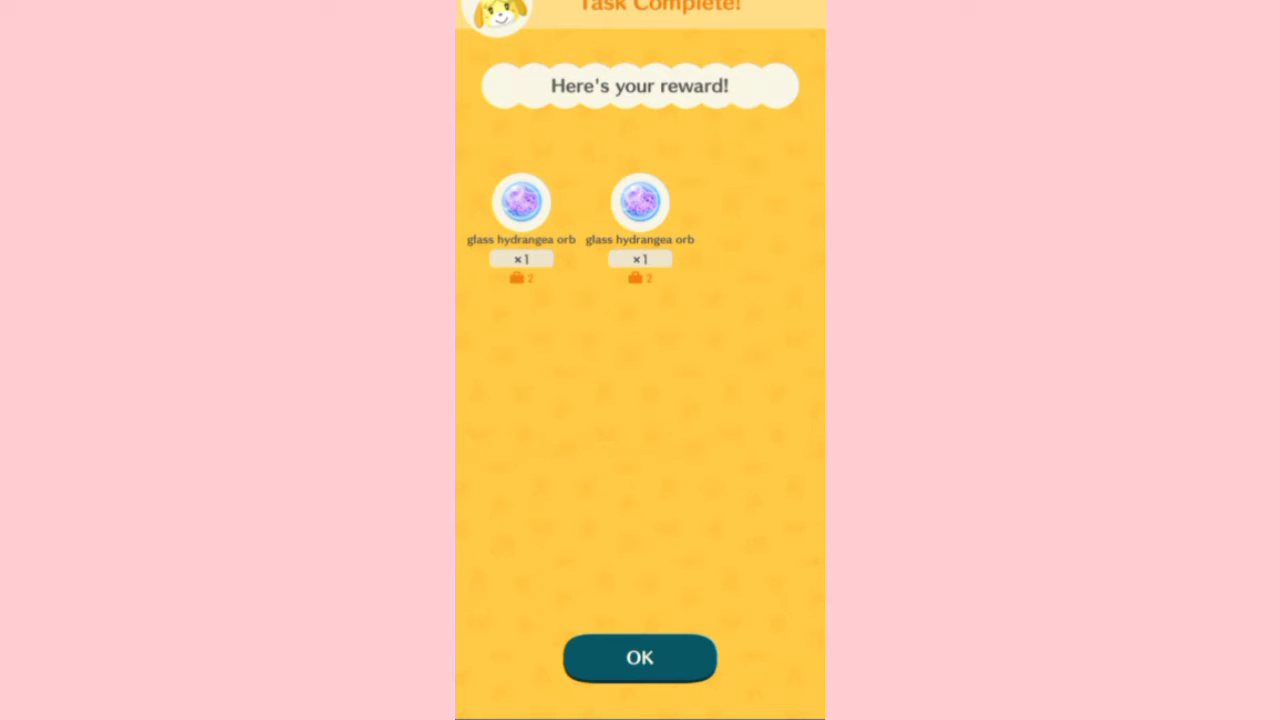 Task Complete!
Here's your reward!
glass hydrangea orb glass hydrangea orb
×1 ×1
2 2
OK